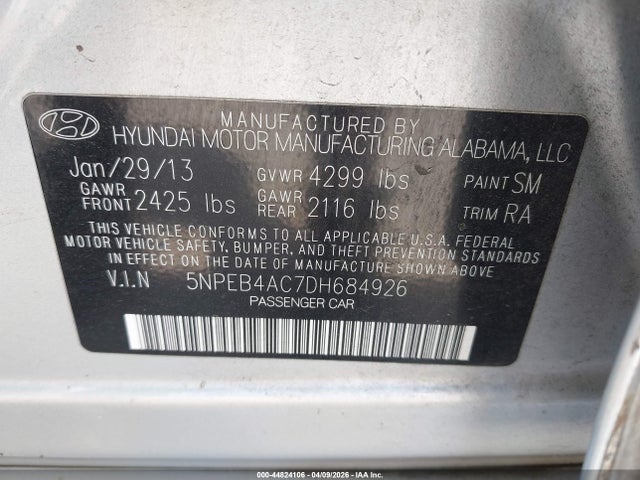 MANUFACTURED BY
HYUNDAI MOTOR MANUFACTURING ALABAMA, LLC
Jan/29/13 GVWR 4299 lbs PAINT SM
GAWR FRONT 2425 lbs GAWR REAR 2116 lbs TRIM RA
THIS VEHICLE CONFORMS TO ALL APPLICABLE U.S.A. FEDERAL
MOTOR VEHICLE SAFETY, BUMPER, AND THEFT PREVENTION STANDARDS
IN EFFECT ON THE DATE OF MANUFACTURE SHOWN ABOVE.
V.I.N 5NPEB4AC7DH684926
PASSENGER CAR
000-44824106 - 04/09/2026 - IAA Inc.